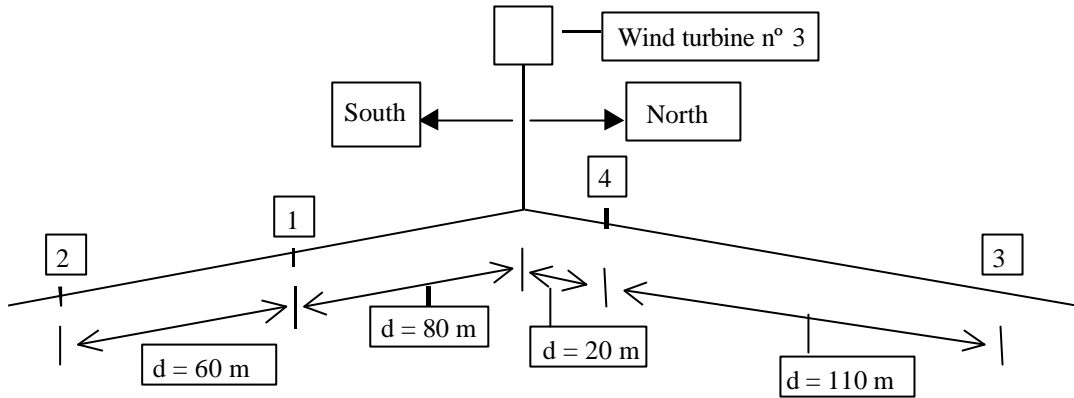 Wind turbine nº 3
South
North
4
1
2
3
d = 80 m
d = 20 m
d = 60 m
d = 110 m